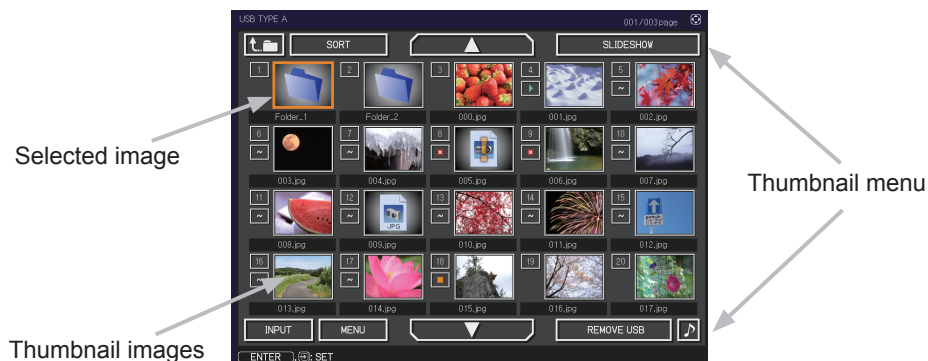 USB TYPE A
001/003page
SORT
SLIDESHOW
1 2 3 4 5
Folder_1 Folder_2 000.jpg 001.jpg 002.jpg
6 7 8 9 10
003.jpg 004.jpg 005.jpg 006.jpg 007.jpg
11 12 13 14 15
JPG
008.jpg 009.jpg 010.jpg 011.jpg 012.jpg
16 17 18 19 20
013.jpg 014.jpg 015.jpg 016.jpg 017.jpg
INPUT MENU REMOVE USB
ENTER , : SET
Selected image
Thumbnail menu
Thumbnail images